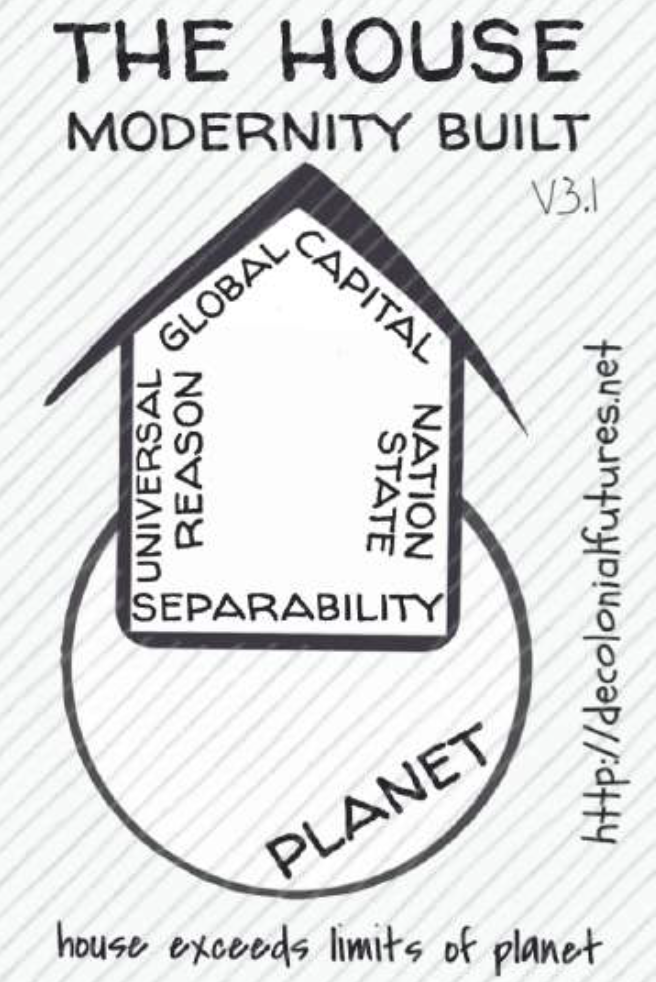 THE HOUSE
MODERNITY BUILT
V3.1
GLOBAL CAPITAL
UNIVERSAL
REASON
NATION
STATE
SEPARABILITY
PLANET
http://decolonialfutures.net
house exceeds limits of planet